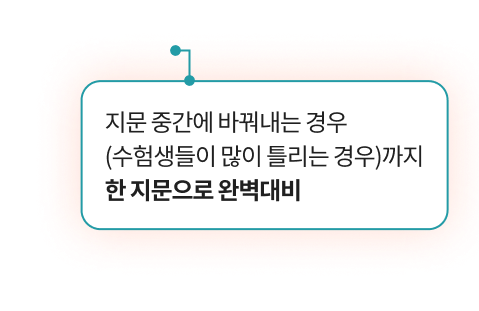 지문 중간에 바꿔내는 경우
(수험생들이 많이 틀리는 경우)까지
한 지문으로 완벽대비